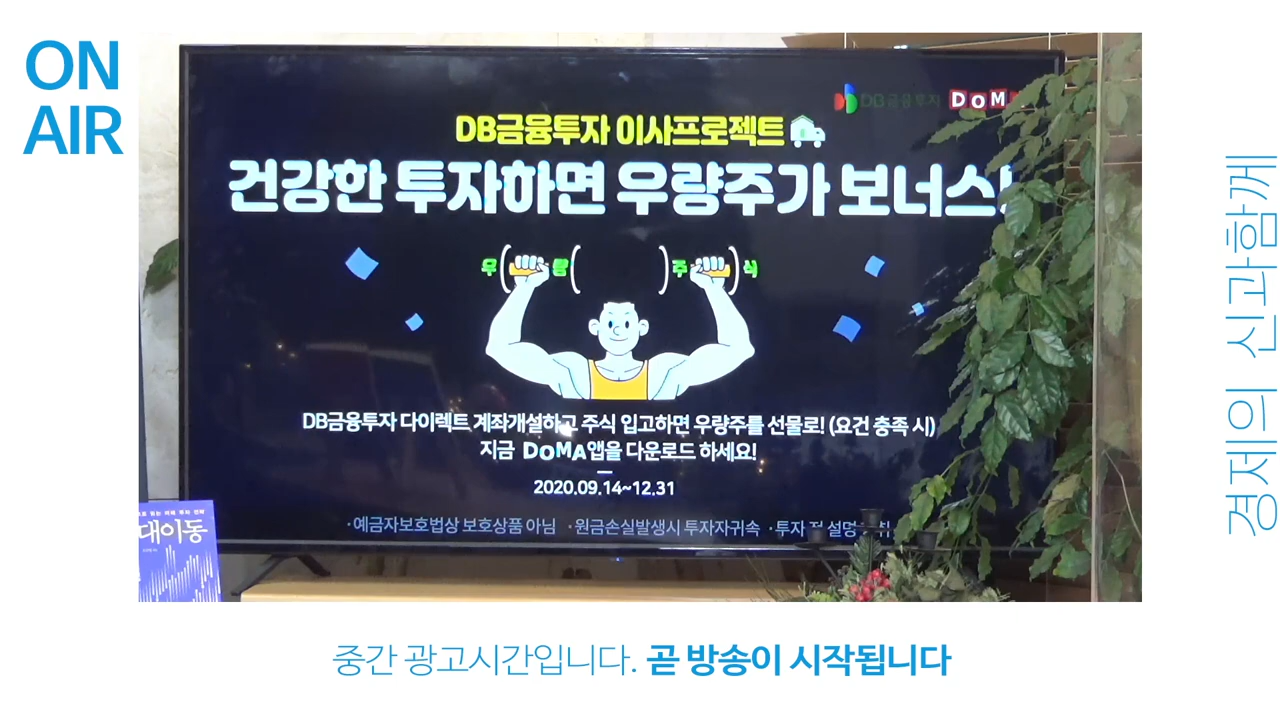 ON
AIR
DB금융투자 DOM
DB금융투자 이사프로젝트
건강한 투자하면 우량주가 보너스!
우 량 주 식
DB금융투자 다이렉트 계좌개설하고 주식 입고하면 우량주를 선물로! (요건 충족 시)
지금 DOMA앱을 다운로드 하세요!
2020.09.14~12.31
·예금자보호법상 보호상품 아님 ·원금손실발생시 투자자귀속 ·투자 전 설명
대이동
경제의 신과함께
중간 광고시간입니다. 곧 방송이 시작됩니다